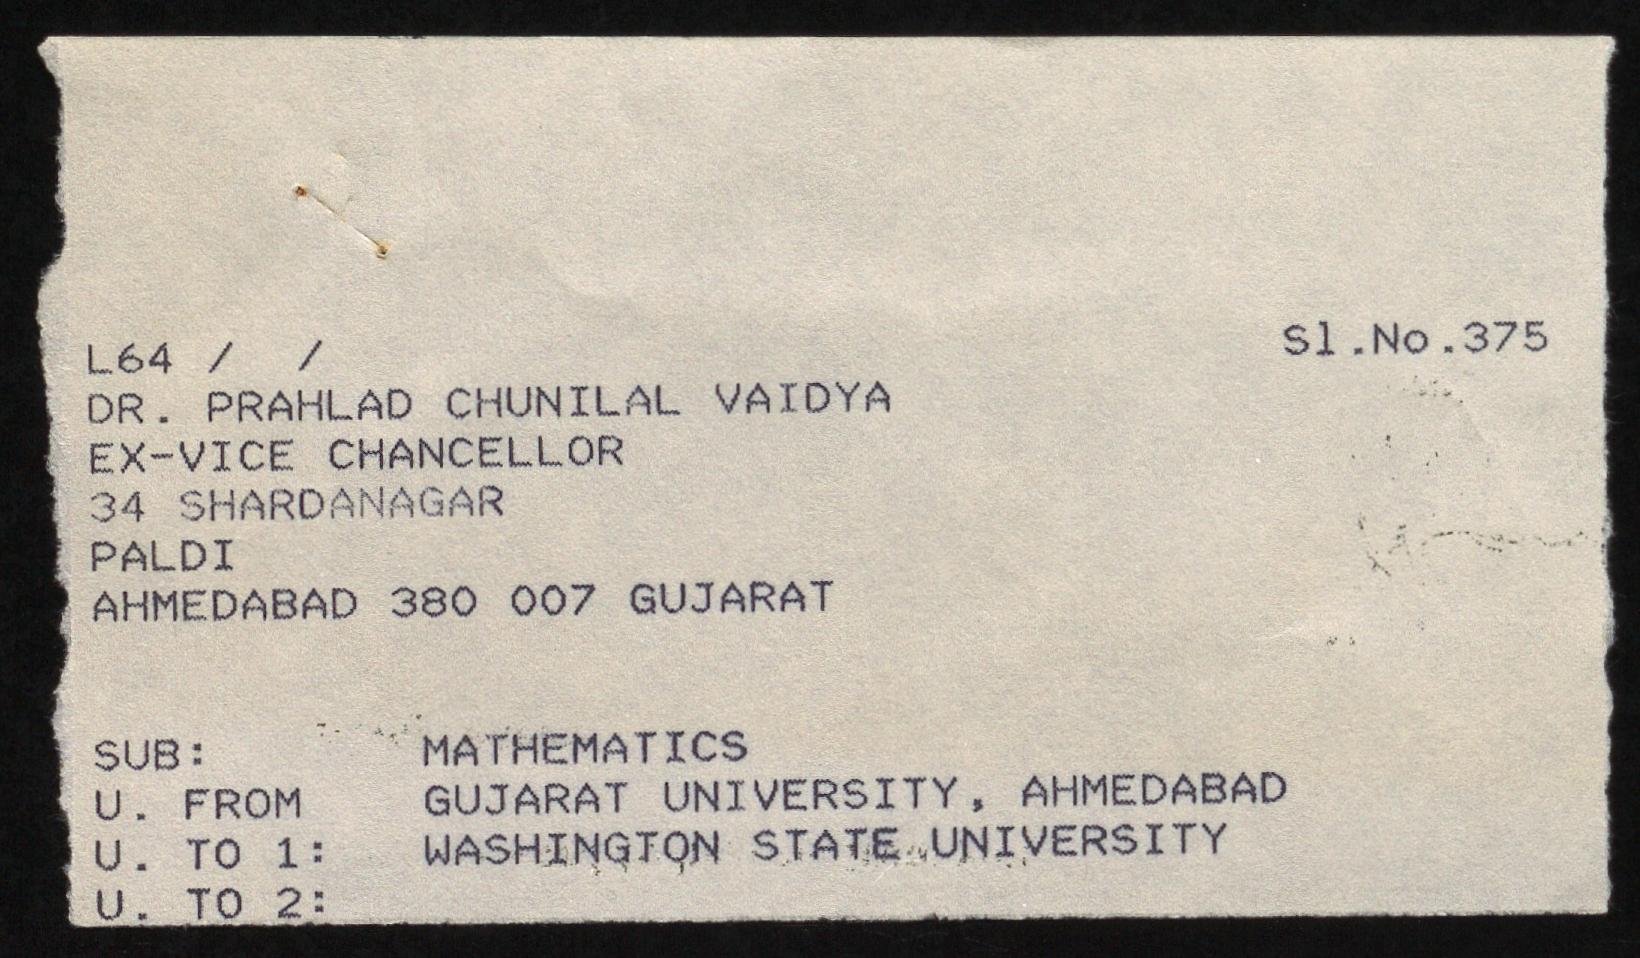 Sl.No.375
L64 /  /
DR. PRAHLAD CHUNILAL VAIDYA
EX-VICE CHANCELLOR
34 SHARDANAGAR
PALDI
AHMEDABAD 380 007 GUJARAT
SUB: MATHEMATICS
U. FROM GUJARAT UNIVERSITY, AHMEDABAD
U. TO 1: WASHINGTON STATE UNIVERSITY
U. TO 2: